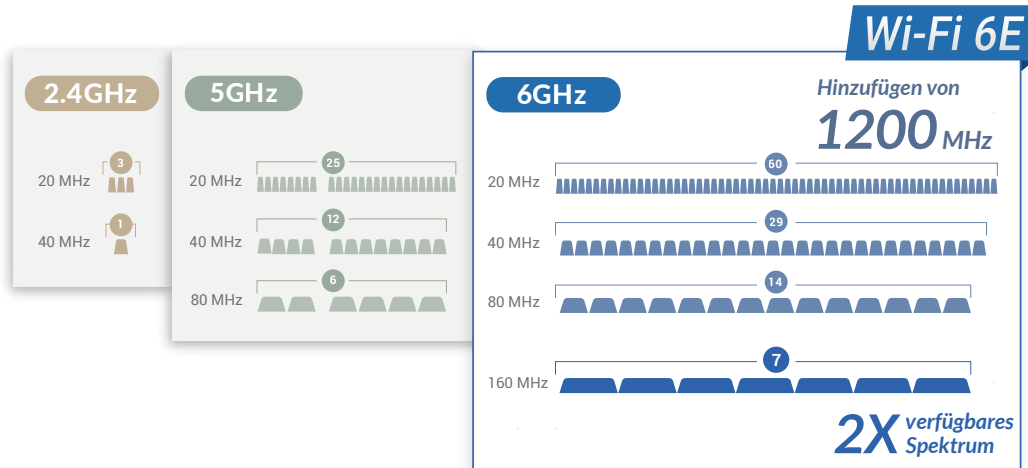 Wi-Fi 6E
2.4GHz
3
20 MHz
1
40 MHz
5GHz
25
20 MHz
12
40 MHz
6
80 MHz
6GHz
Hinzufügen von
1200 MHz
60
20 MHz
29
40 MHz
14
80 MHz
7
160 MHz
2X verfügbares
Spektrum